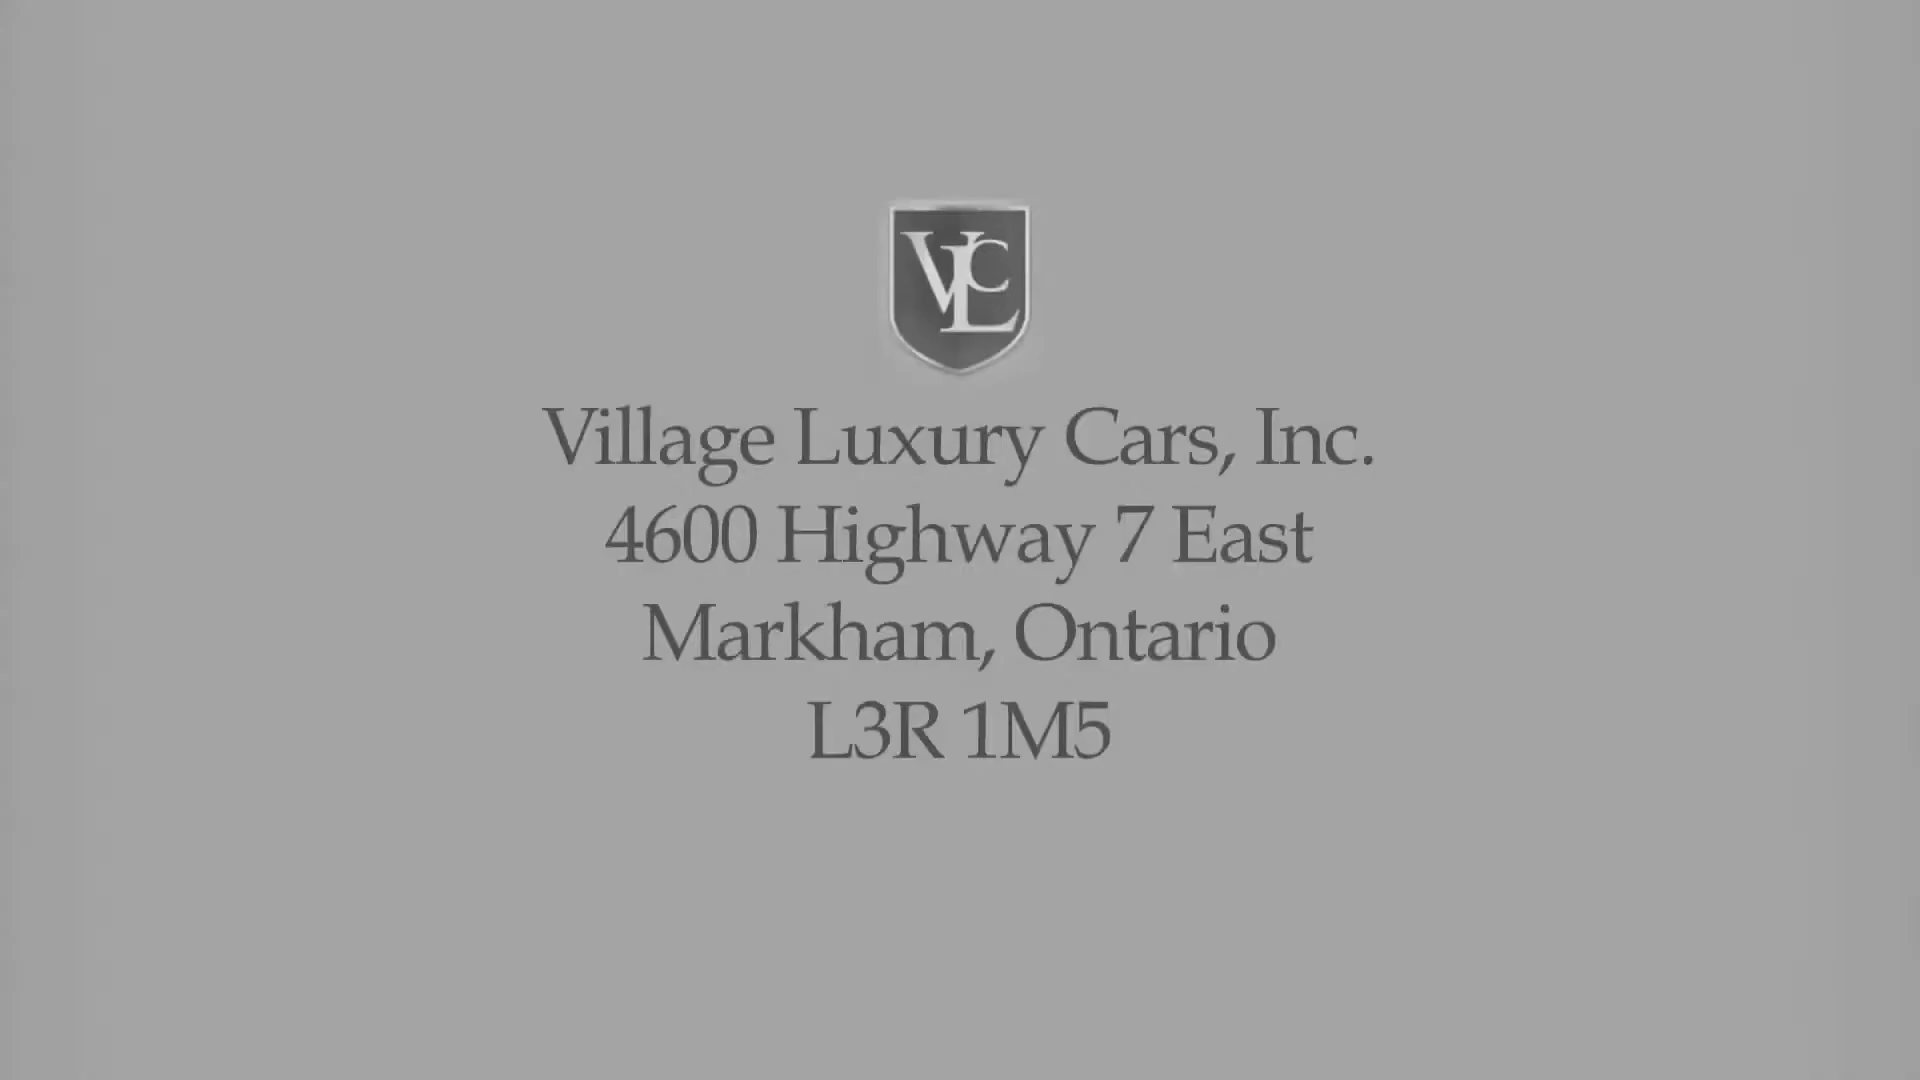 VLC
Village Luxury Cars, Inc.
4600 Highway 7 East
Markham, Ontario
L3R 1M5